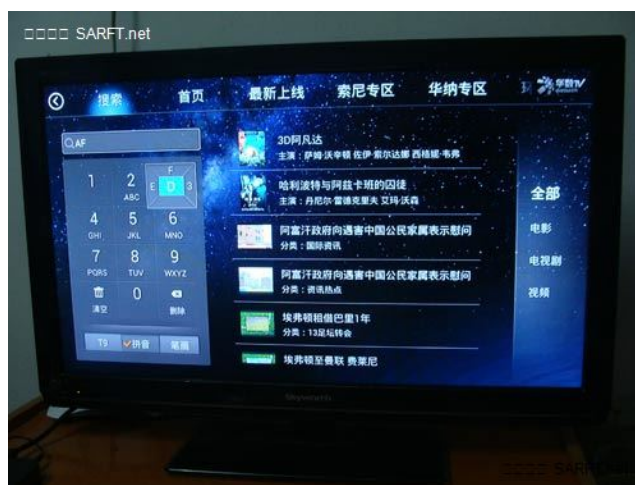 SARFT.net
搜索 首页 最新上线 索尼专区 华纳专区 华数TV
AF
3D阿凡达
主演：萨姆·沃辛顿 佐伊·索尔达娜 西格妮·韦弗
哈利波特与阿兹卡班的囚徒
主演：丹尼尔·雷德克里夫 艾玛·沃森
阿富汗政府向遇害中国公民家属表示慰问
分类：国际资讯
阿富汗政府向遇害中国公民家属表示慰问
分类：资讯热点
埃弗顿租借巴里1年
分类：13足坛转会
埃弗顿至曼联 费莱尼
1 2 ABC F E D 3
4 GHI 5 JKL 6 MNO
7 PQRS 8 TUV 9 WXYZ
清空 0 删除
T9 拼音 笔画
全部
电影
电视剧
视频
Skyworth
SARFT.net